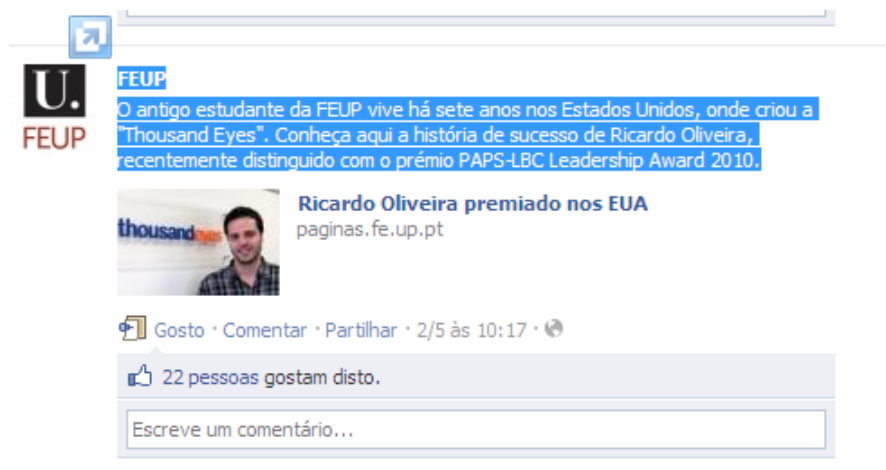 U.
FEUP
FEUP
O antigo estudante da FEUP vive há sete anos nos Estados Unidos, onde criou a
"Thousand Eyes". Conheça aqui a história de sucesso de Ricardo Oliveira,
recentemente distinguido com o prémio PAPS-LBC Leadership Award 2010.
thousandeyes
Ricardo Oliveira premiado nos EUA
paginas.fe.up.pt
Gosto · Comentar · Partilhar · 2/5 às 10:17 ·
22 pessoas gostam disto.
Escreve um comentário...